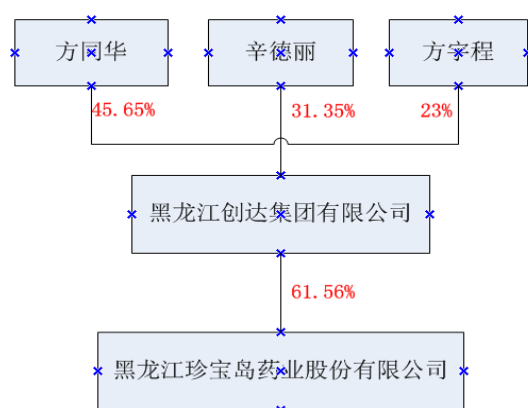 方同华 辛德丽 方宇程
45.65% 31.35% 23%
黑龙江创达集团有限公司
61.56%
黑龙江珍宝岛药业股份有限公司